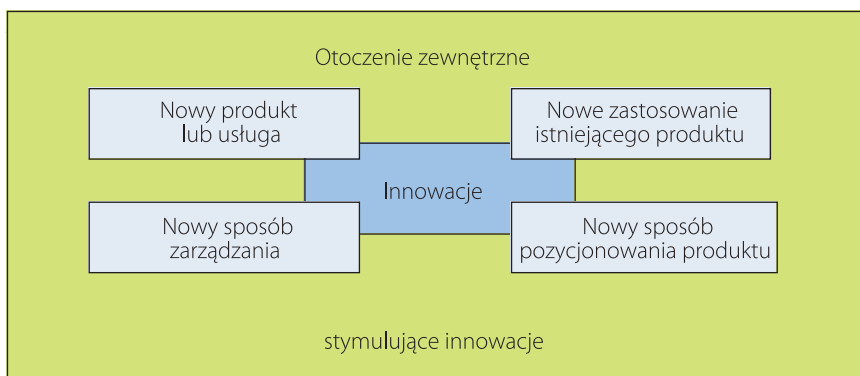 Otoczenie zewnętrzne
Nowy produkt
lub usługa
Nowe zastosowanie
istniejącego produktu
Innowacje
Nowy sposób
zarządzania
Nowy sposób
pozycjonowania produktu
stymulujące innowacje